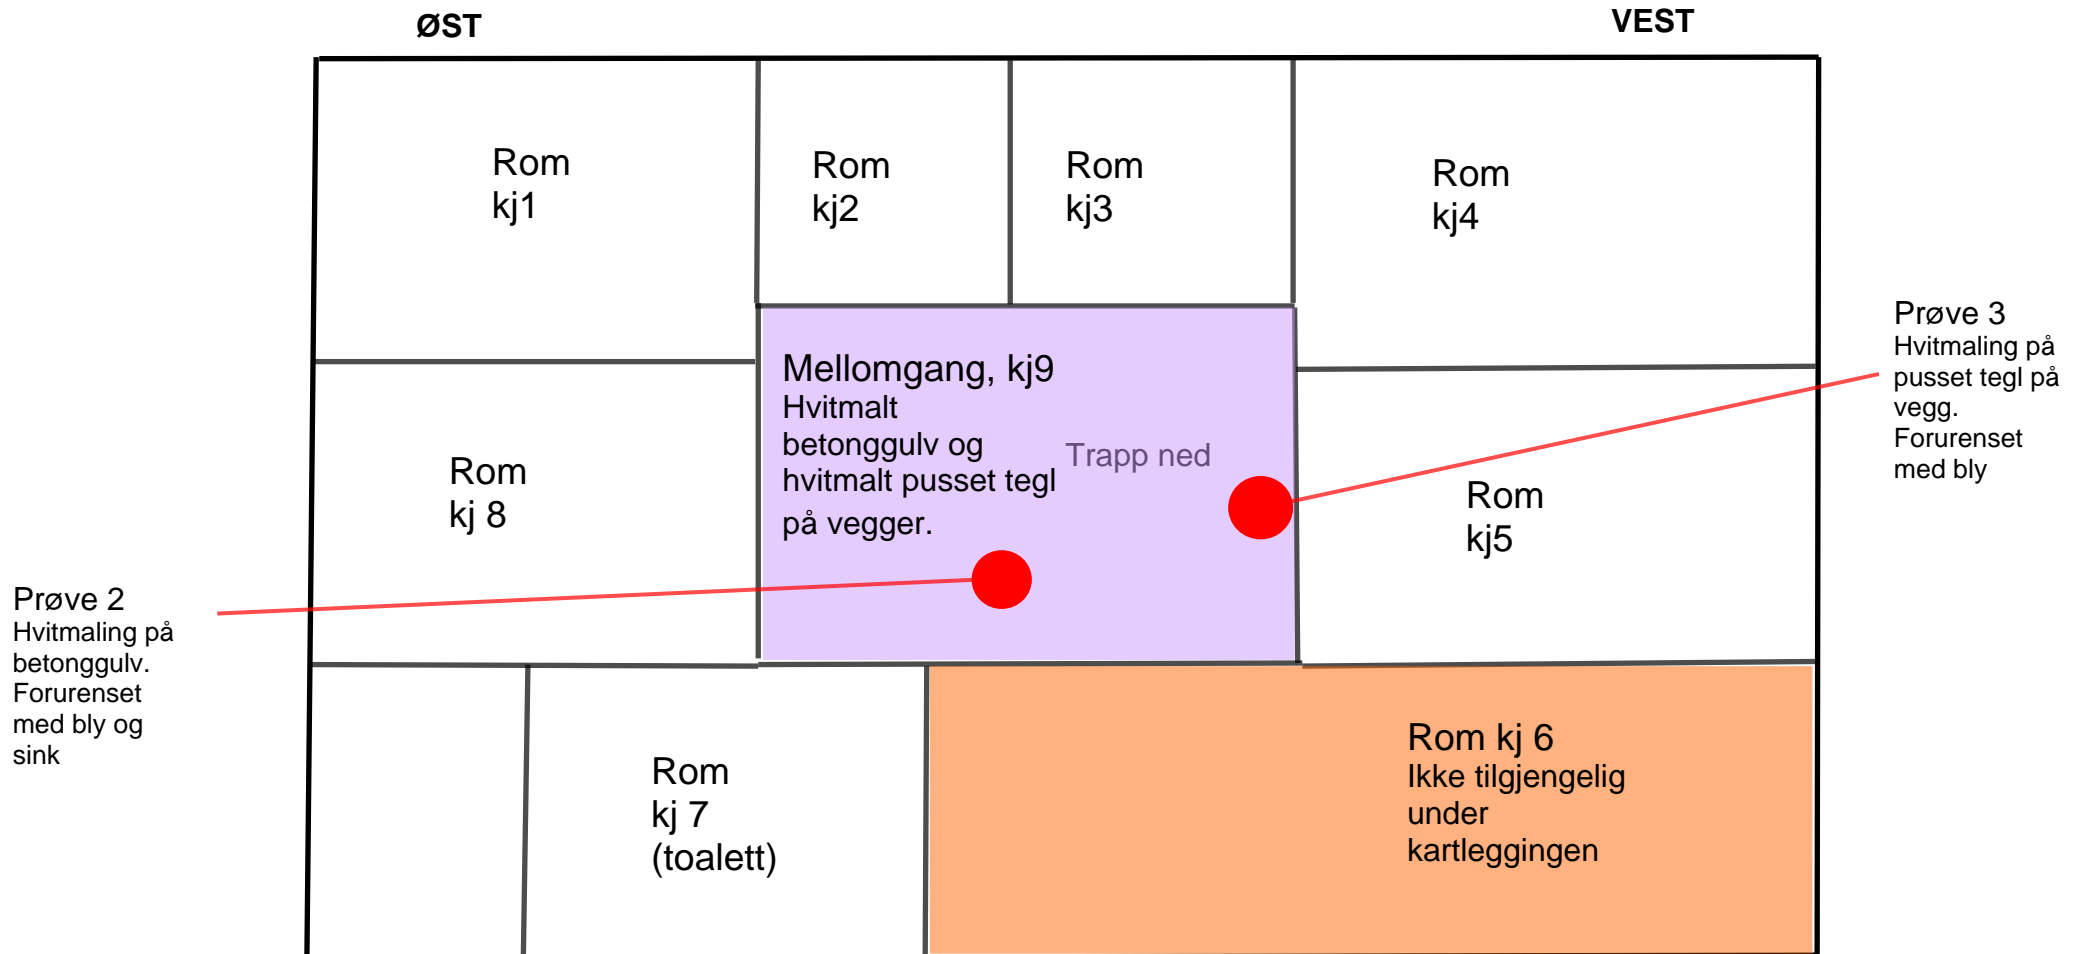 ØST
VEST
Rom
kj1
Rom
kj2
Rom
kj3
Rom
kj4
Mellomgang, kj9
Hvitmalt
betonggulv og
hvitmalt pusset tegl
på vegger.
Trapp ned
Prøve 3
Hvitmaling på
pusset tegl på
vegg.
Forurenset
med bly
Rom
kj 8
Rom
kj5
Prøve 2
Hvitmaling på
betonggulv.
Forurenset
med bly og
sink
Rom
kj 7
(toalett)
Rom kj 6
Ikke tilgjengelig
under
kartleggingen